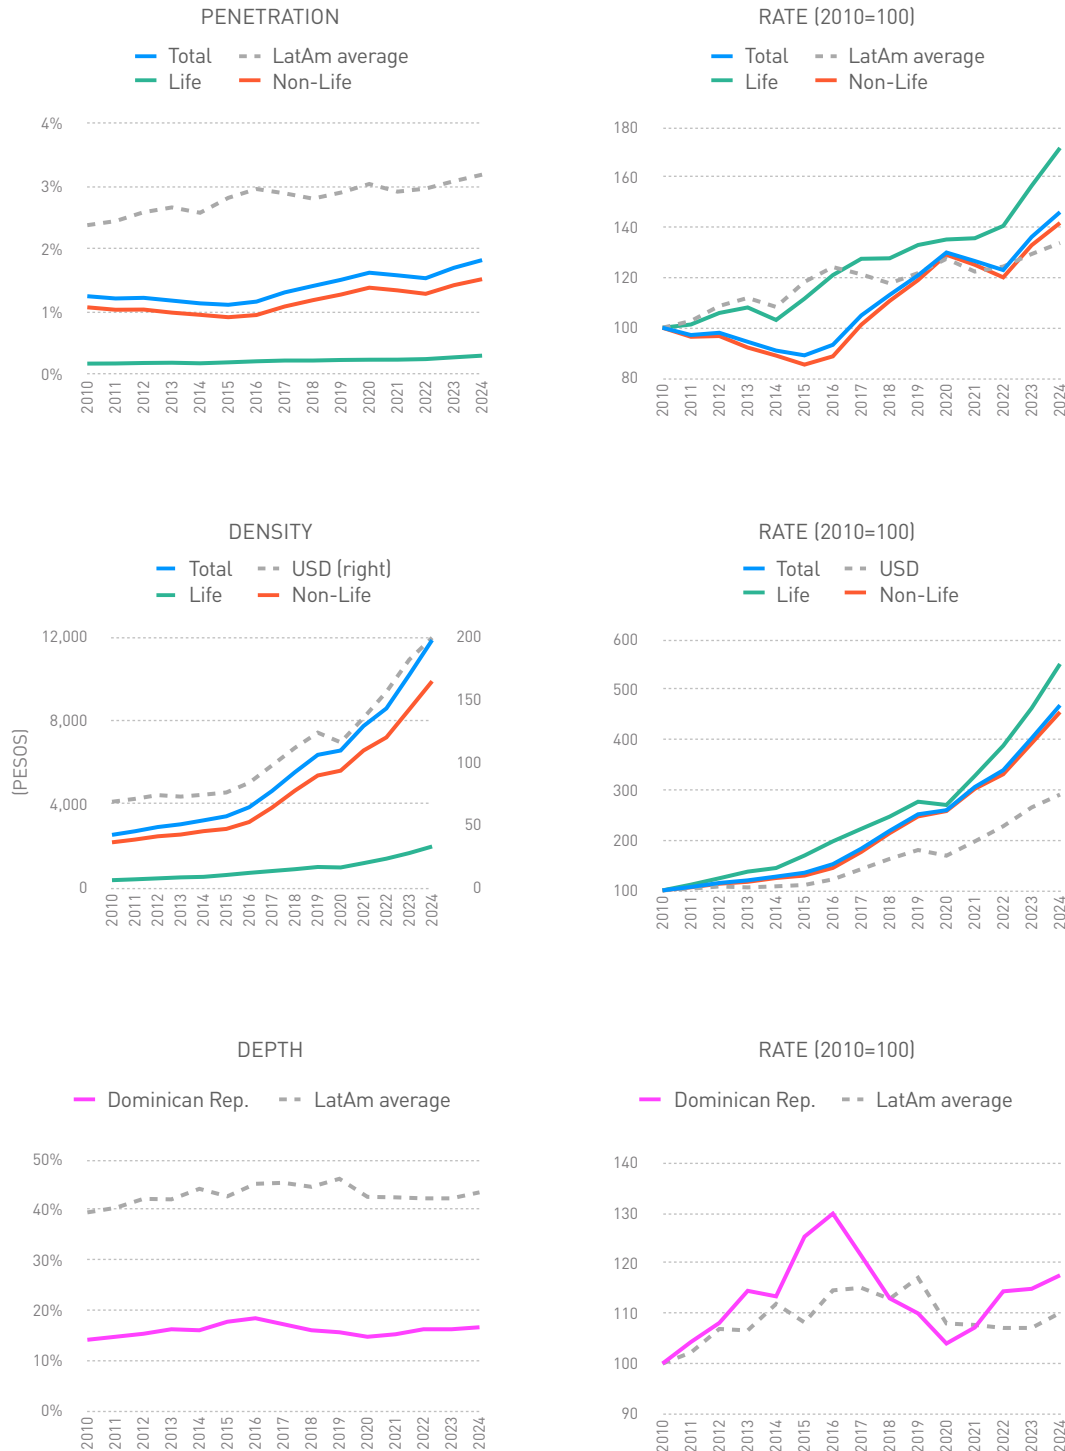 PENETRATION
Total
LatAm average
Life
Non-Life
4%
3%
2%
1%
0%
2010 2011 2012 2013 2014 2015 2016 2017 2018 2019 2020 2021 2022 2023 2024
RATE (2010=100)
Total
LatAm average
Life
Non-Life
180
160
140
120
100
80
2010 2011 2012 2013 2014 2015 2016 2017 2018 2019 2020 2021 2022 2023 2024
DENSITY
Total
USD (right)
Life
Non-Life
(PESOS)
12,000
8,000
4,000
0
200
150
100
50
0
2010 2011 2012 2013 2014 2015 2016 2017 2018 2019 2020 2021 2022 2023 2024
RATE (2010=100)
Total
USD
Life
Non-Life
600
500
400
300
200
100
2010 2011 2012 2013 2014 2015 2016 2017 2018 2019 2020 2021 2022 2023 2024
DEPTH
Dominican Rep.
LatAm average
50%
40%
30%
20%
10%
0%
2010 2011 2012 2013 2014 2015 2016 2017 2018 2019 2020 2021 2022 2023 2024
RATE (2010=100)
Dominican Rep.
LatAm average
140
130
120
110
100
90
2010 2011 2012 2013 2014 2015 2016 2017 2018 2019 2020 2021 2022 2023 2024